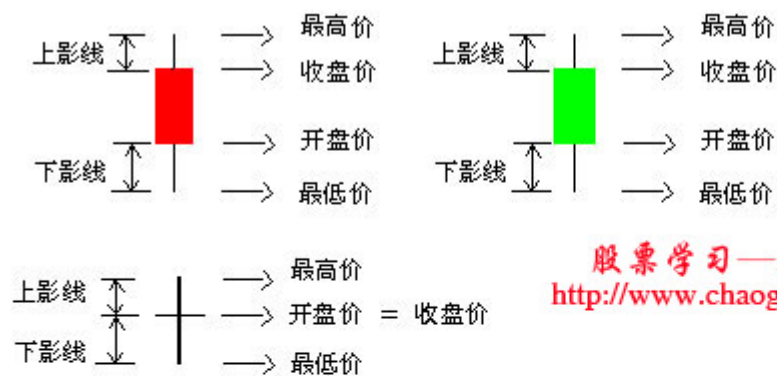 上影线 最高价
收盘价
下影线 开盘价
最低价
上影线 最高价
收盘价
下影线 开盘价
最低价
上影线 最高价
开盘价 = 收盘价
下影线 最低价
股票学习—
http://www.chaog